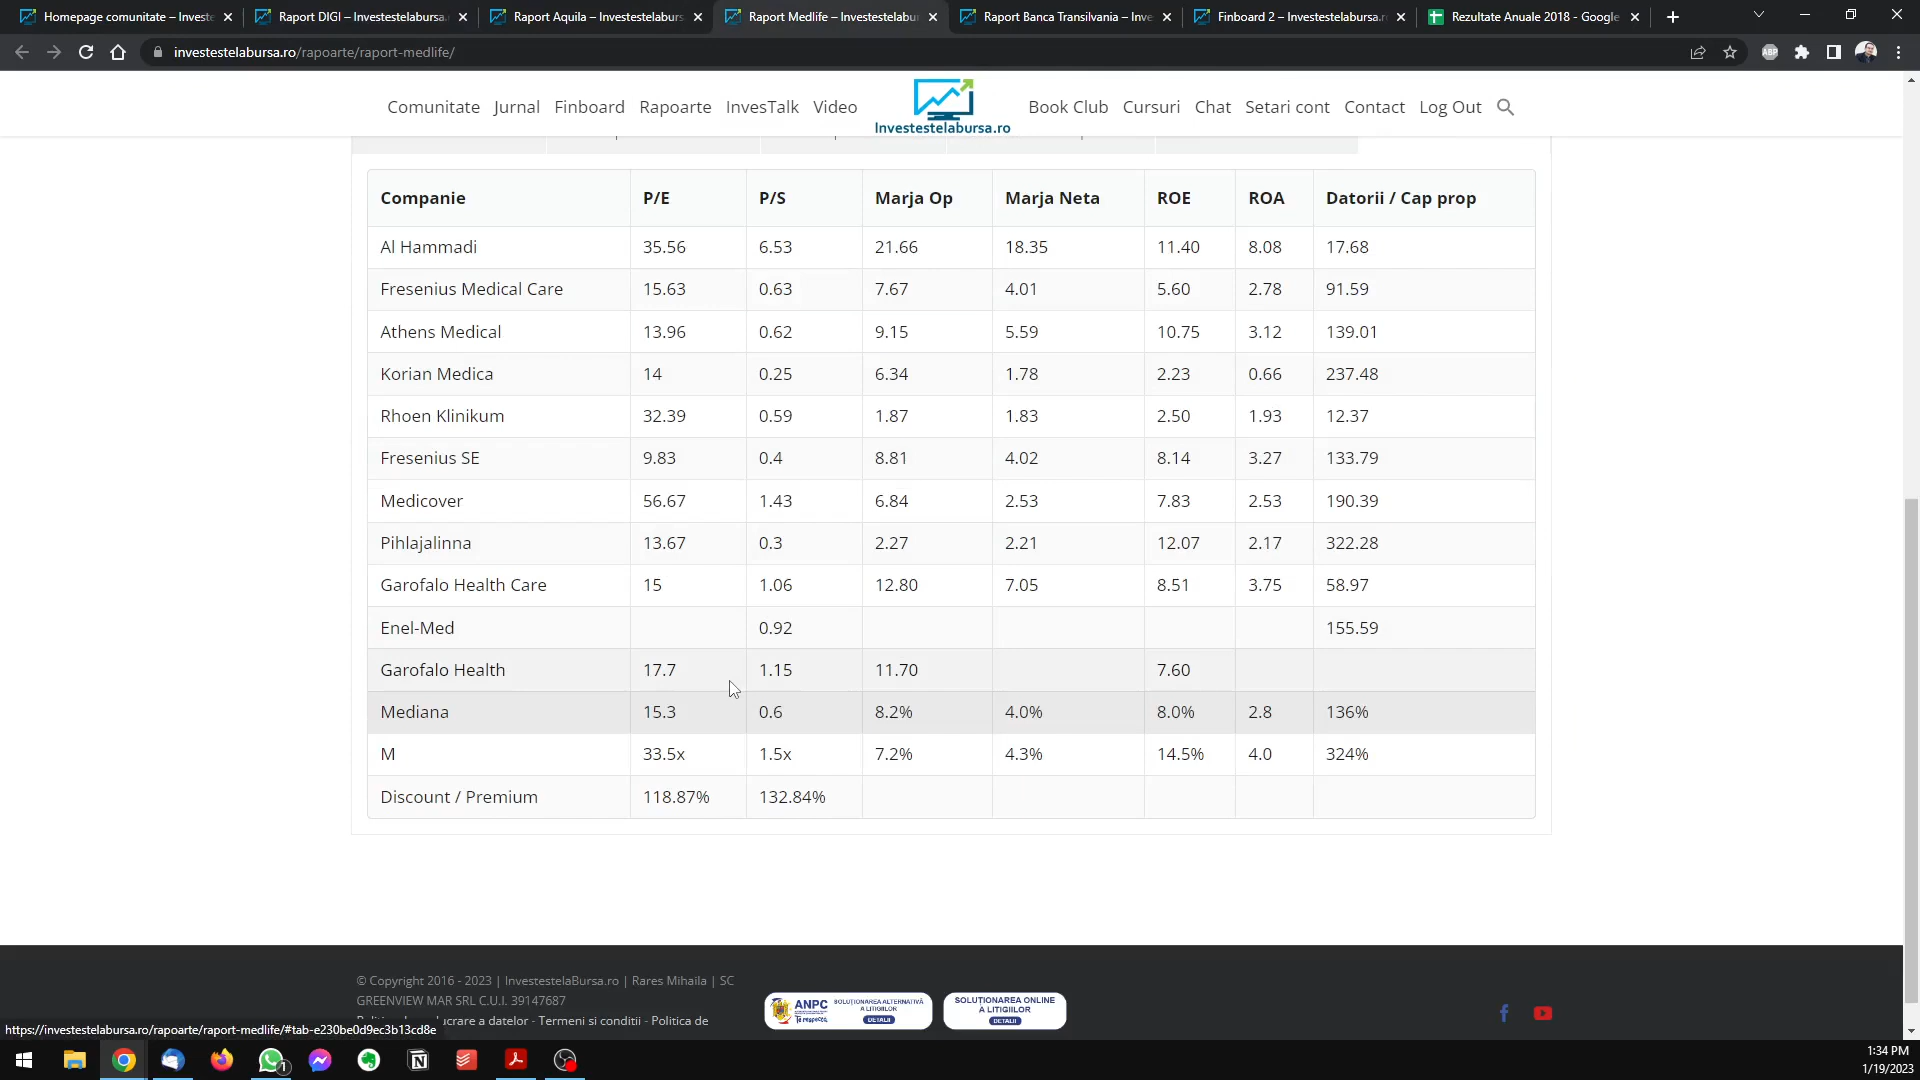 Homepage comunitate – Investe
Raport DIGI – Investestelabursa.
Raport Aquila – Investestelaburs
Raport Medlife – Investestelabur
Raport Banca Transilvania – Inve
Finboard 2 – Investestelabursa.r
Rezultate Anuale 2018 - Google
investestelabursa.ro/rapoarte/raport-medlife/
ABP
Comunitate Jurnal Finboard Rapoarte InvesTalk Video
Investestelabursa.ro
Book Club Cursuri Chat Setari cont Contact Log Out
Companie P/E P/S Marja Op Marja Neta ROE ROA Datorii / Cap prop
Al Hammadi 35.56 6.53 21.66 18.35 11.40 8.08 17.68
Fresenius Medical Care 15.63 0.63 7.67 4.01 5.60 2.78 91.59
Athens Medical 13.96 0.62 9.15 5.59 10.75 3.12 139.01
Korian Medica 14 0.25 6.34 1.78 2.23 0.66 237.48
Rhoen Klinikum 32.39 0.59 1.87 1.83 2.50 1.93 12.37
Fresenius SE 9.83 0.4 8.81 4.02 8.14 3.27 133.79
Medicover 56.67 1.43 6.84 2.53 7.83 2.53 190.39
Pihlajalinna 13.67 0.3 2.27 2.21 12.07 2.17 322.28
Garofalo Health Care 15 1.06 12.80 7.05 8.51 3.75 58.97
Enel-Med 0.92 155.59
Garofalo Health 17.7 1.15 11.70 7.60
Mediana 15.3 0.6 8.2% 4.0% 8.0% 2.8 136%
M 33.5x 1.5x 7.2% 4.3% 14.5% 4.0 324%
Discount / Premium 118.87% 132.84%
© Copyright 2016 - 2023 | InvestestelaBursa.ro | Rares Mihaila | SC
GREENVIEW MAR SRL C.U.I. 39147687
lucrare a datelor - Termeni si conditii - Politica de
ANPC
SOLUȚIONAREA ALTERNATIVĂ
A LITIGIILOR
DETALII
SOLUȚIONAREA ONLINE
A LITIGIILOR
DETALII
https://investestelabursa.ro/rapoarte/raport-medlife/#tab-e230be0d9ec3b13cd8e
1
1:34 PM
1/19/2023